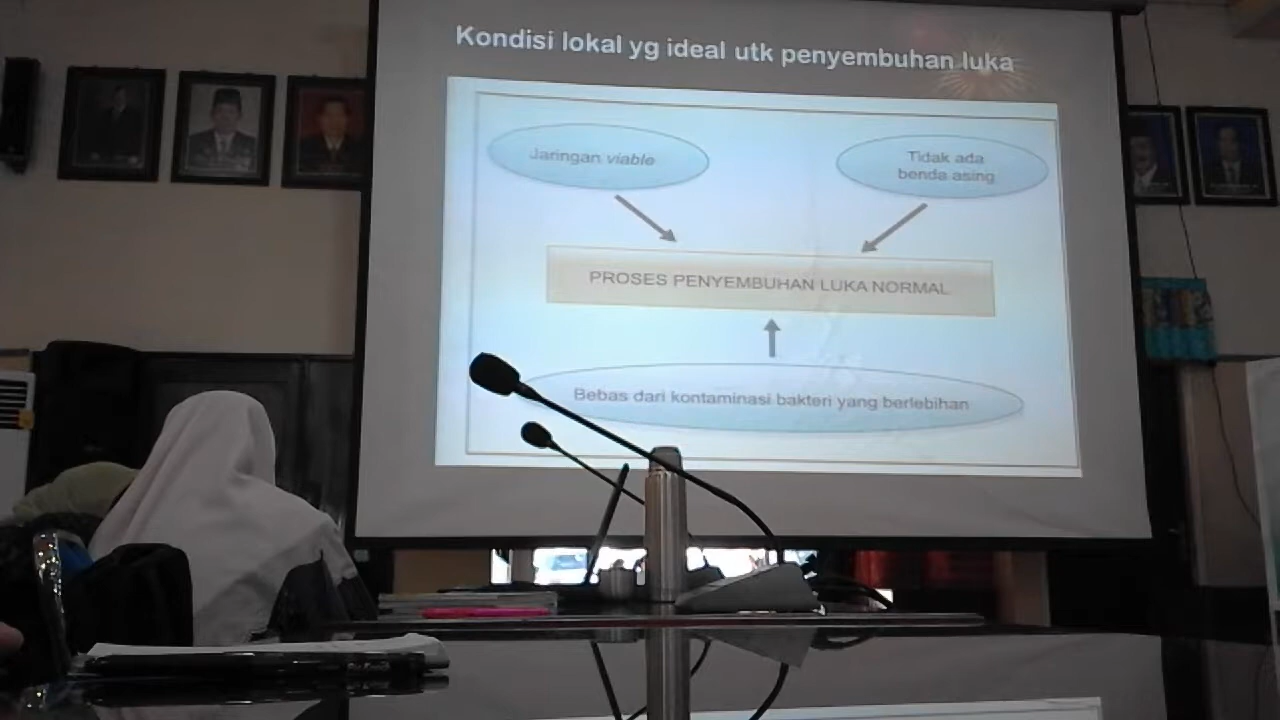 Kondisi lokal yg ideal utk penyembuhan luka
Jaringan viable
Tidak ada
benda asing
PROSES PENYEMBUHAN LUKA NORMAL
Bebas dari kontaminasi bakteri yang berlebihan